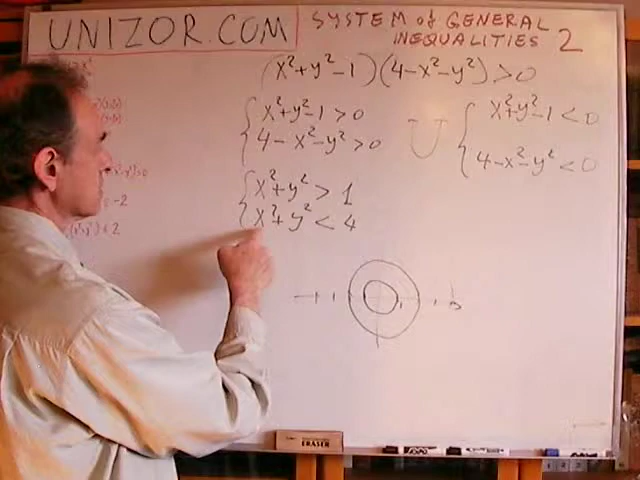 UNIZOR.COM
SYSTEM of GENERAL
INEQUALITIES 2
(x²+y²-1)(4-x²-y²)>0
x²+y²-1>0
4-x²-y²>0
∪
x²+y²-1<0
4-x²-y²<0
x²+y²>1
x²+y²<4
ERASER